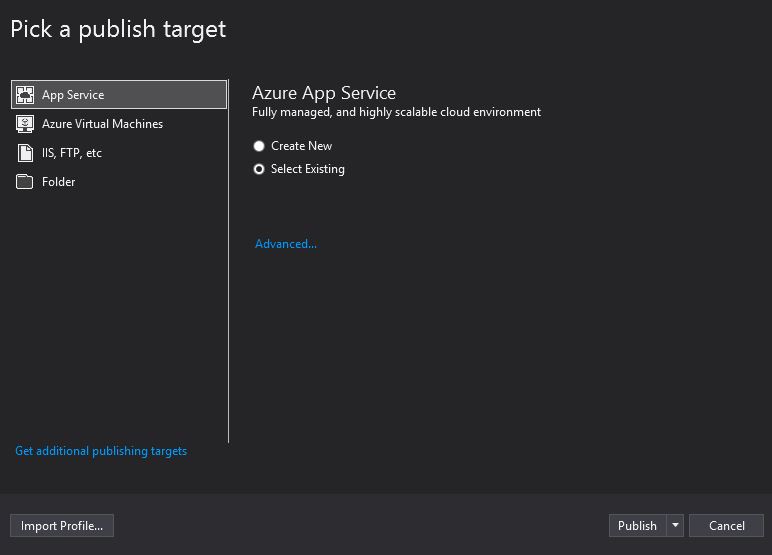 Pick a publish target
App Service
Azure Virtual Machines
IIS, FTP, etc
Folder
Get additional publishing targets
Azure App Service
Fully managed, and highly scalable cloud environment
Create New
Select Existing
Advanced...
Import Profile...
Publish
Cancel